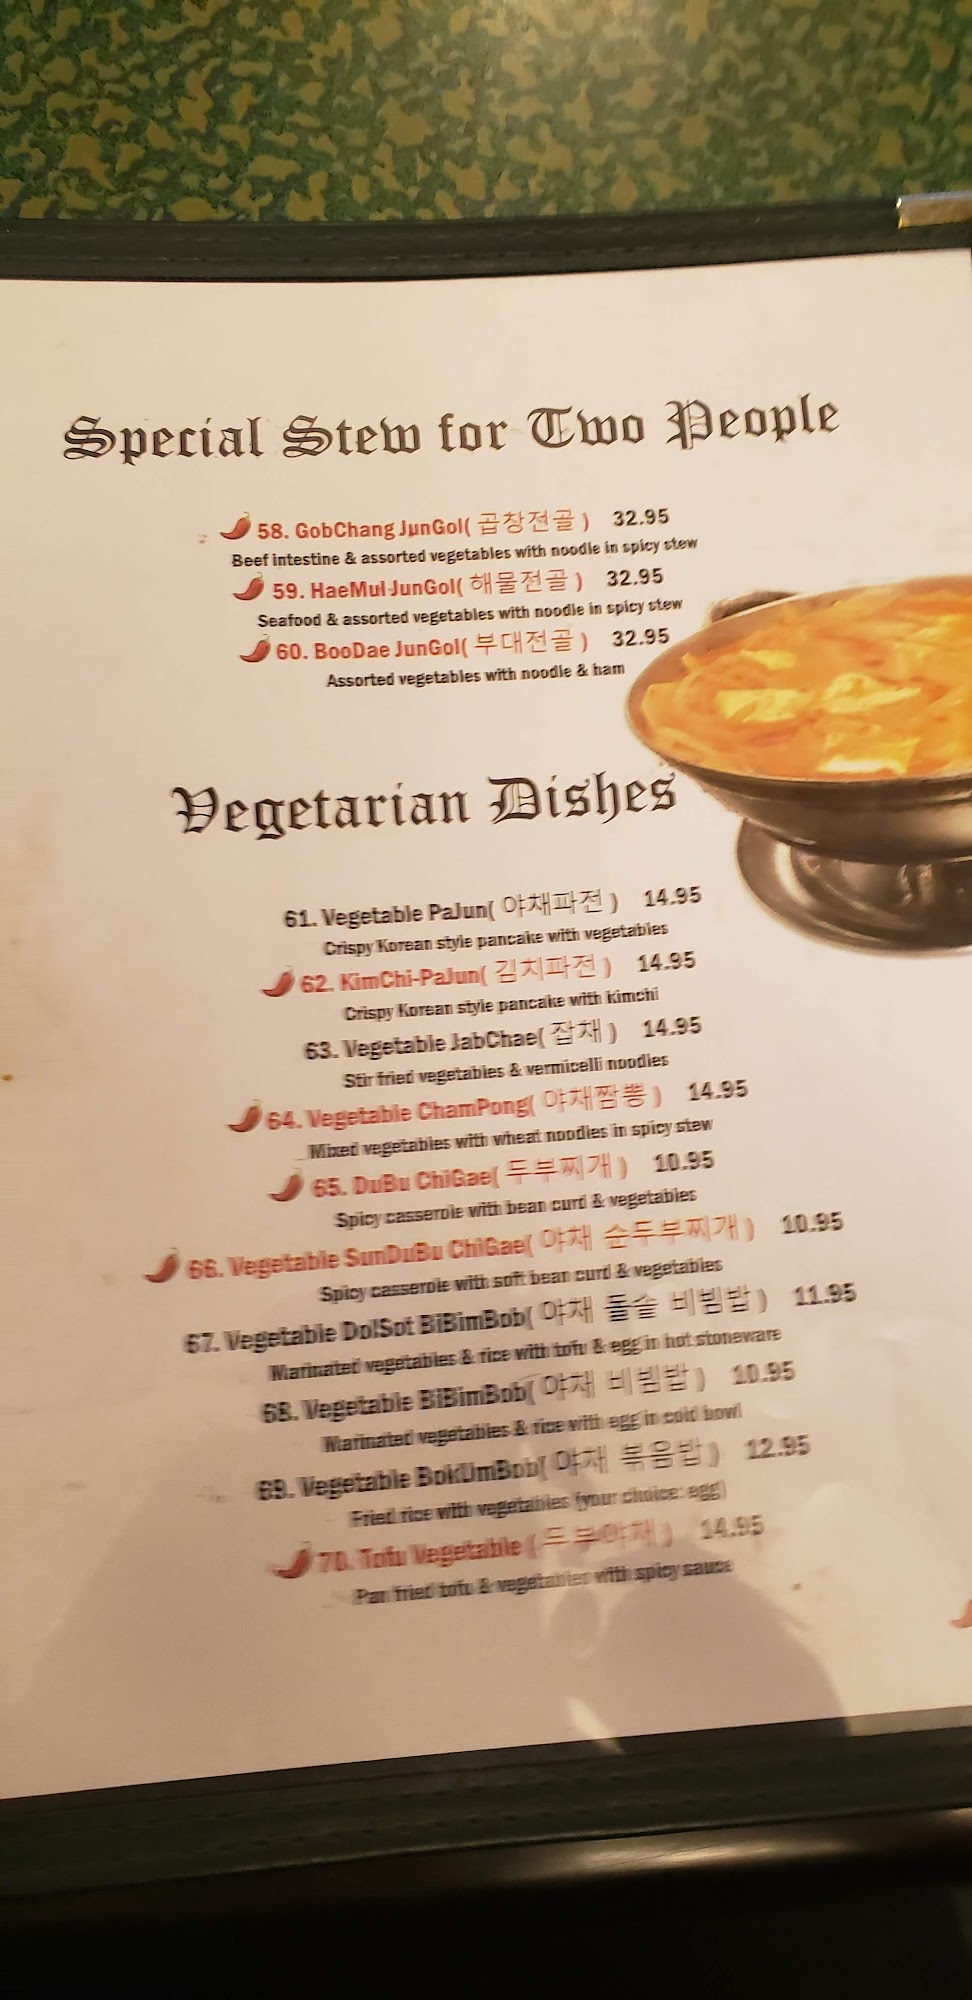 Special Stew for Two People
58. GobChang JunGol( 곱창전골 ) 32.95
Beef intestine & assorted vegetables with noodle in spicy stew
59. HaeMul JunGol( 해물전골 ) 32.95
Seafood & assorted vegetables with noodle in spicy stew
60. BooDae JunGol( 부대전골 ) 32.95
Assorted vegetables with noodle & ham
Vegetarian Dishes
61. Vegetable PaJun( 야채파전 ) 14.95
Crispy Korean style pancake with vegetables
62. KimChi-PaJun( 김치파전 ) 14.95
Crispy Korean style pancake with kimchi
63. Vegetable JabChae( 잡채 ) 14.95
Stir fried vegetables & vermicelli noodles
64. Vegetable ChamPong( 야채짬뽕 ) 14.95
Mixed vegetables with wheat noodles in spicy stew
65. DuBu ChiGae( 두부찌개 ) 10.95
Spicy casserole with bean curd & vegetables
66. Vegetable SunDuBu ChiGae( 야채 순두부찌개 ) 10.95
Spicy casserole with soft bean curd & vegetables
67. Vegetable DolSot BiBimBob( 야채 돌솥 비빔밥 ) 11.95
Marinated vegetables & rice with tofu & egg in hot stoneware
68. Vegetable BiBimBob( 야채 비빔밥 ) 10.95
Marinated vegetables & rice with egg in cold bowl
69. Vegetable BokUmBob( 야채 볶음밥 ) 12.95
Fried rice with vegetables (your choice: egg)
70. Tofu Vegetable ( 두부야채 ) 14.95
Pan fried tofu & vegetables with spicy sauce